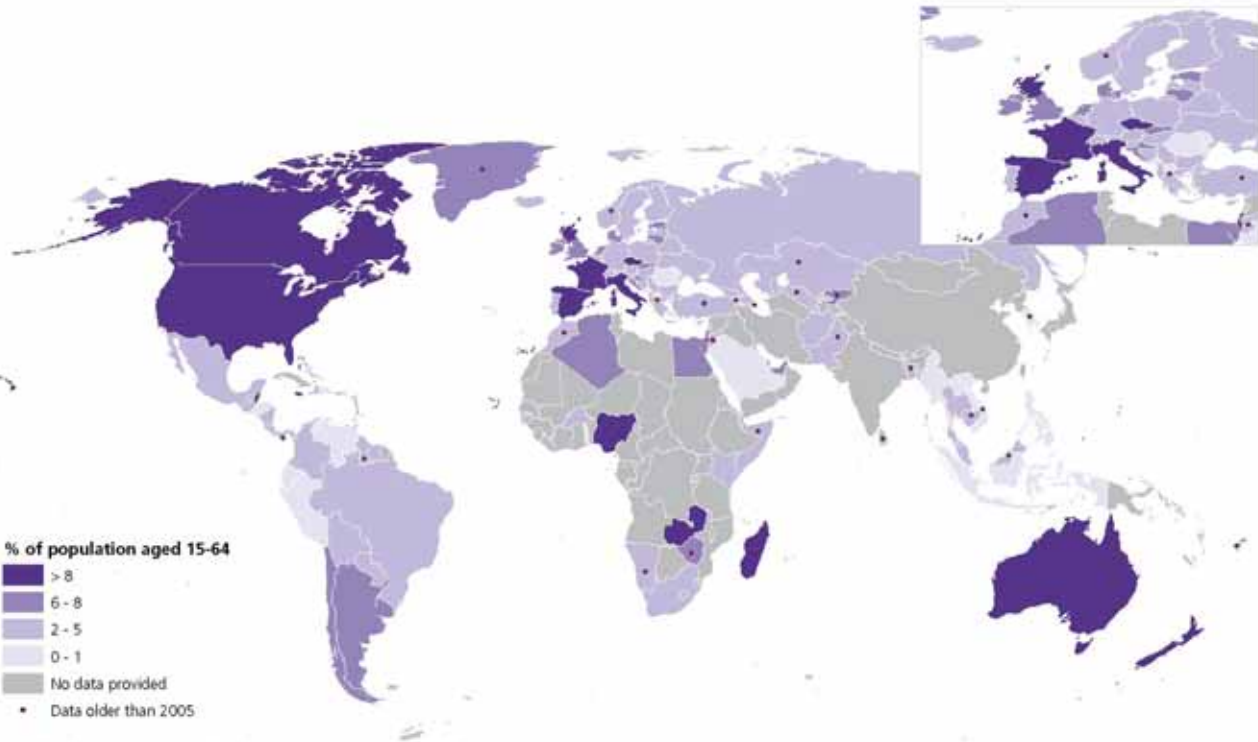 % of population aged 15-64
> 8
6 - 8
2 - 5
0 - 1
No data provided
Data older than 2005